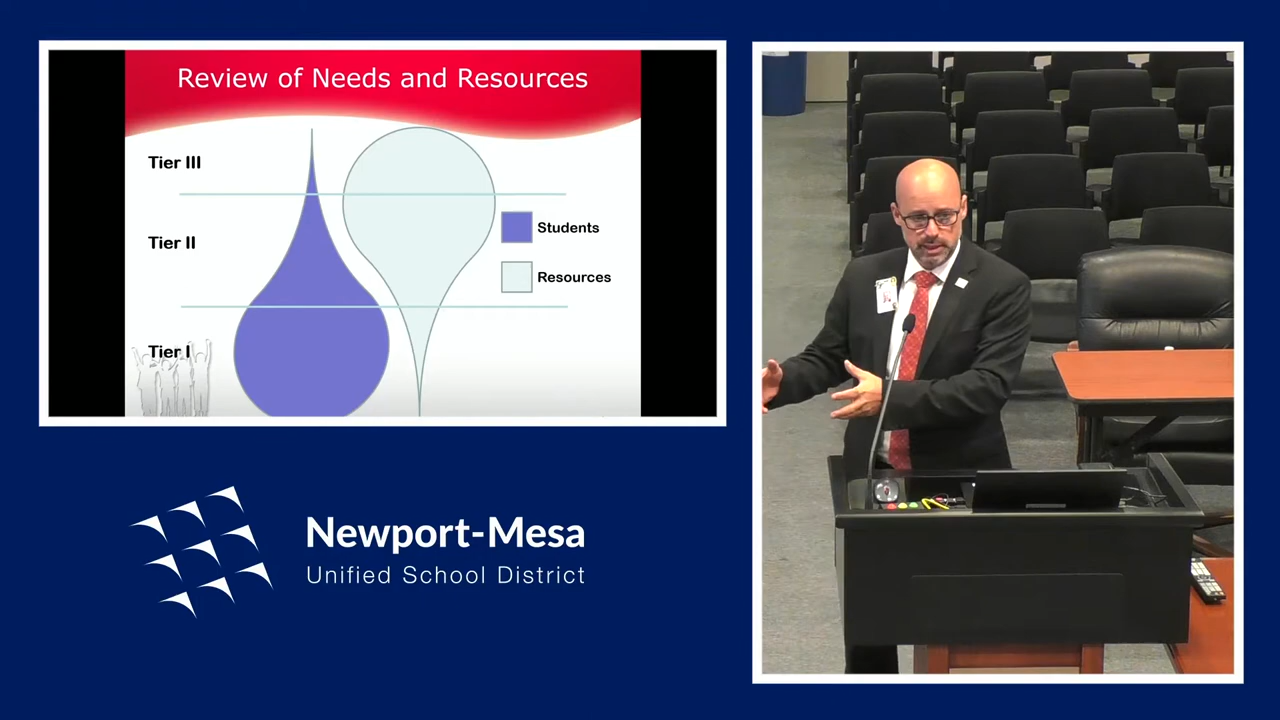 Review of Needs and Resources
Tier III
Tier II
Students
Resources
Tier I
Newport-Mesa
Unified School District